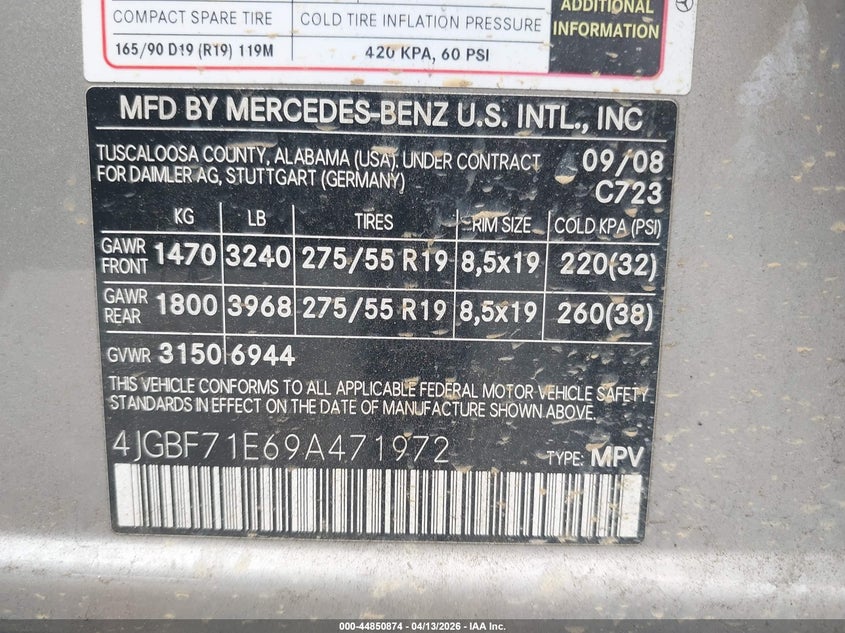 ADDITIONAL
INFORMATION
COMPACT SPARE TIRE COLD TIRE INFLATION PRESSURE
165/90 D19 (R19) 119M 420 KPA, 60 PSI
MFD BY MERCEDES-BENZ U.S. INTL., INC
TUSCALOOSA COUNTY, ALABAMA (USA). UNDER CONTRACT 09/08
FOR DAIMLER AG, STUTTGART (GERMANY) C723
KG LB TIRES RIM SIZE COLD KPA (PSI)
GAWR FRONT 1470 3240 275/55 R19 8,5x19 220(32)
GAWR REAR 1800 3968 275/55 R19 8,5x19 260(38)
GVWR 3150 6944
THIS VEHICLE CONFORMS TO ALL APPLICABLE FEDERAL MOTOR VEHICLE SAFETY
STANDARDS IN EFFECT ON THE DATE OF MANUFACTURE SHOWN ABOVE.
4JGBF71E69A471972 TYPE: MPV
000-44850874 - 04/13/2026 - IAA Inc.